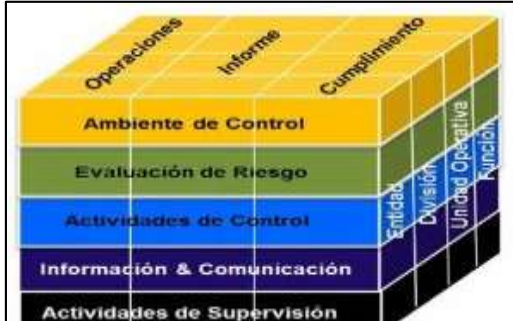 Operaciones
Informe
Cumplimiento
Ambiente de Control
Evaluación de Riesgo
Actividades de Control
Información & Comunicación
Actividades de Supervisión
Entidad
División
Unidad Operativa
Función